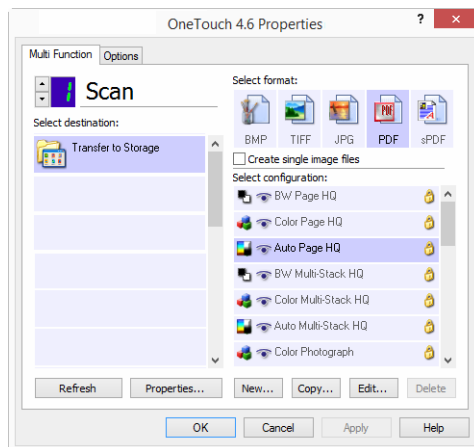 OneTouch 4.6 Properties
?
Multi Function
Options
1
Scan
Select destination:
Transfer to Storage
Select format:
PDF
BMP
TIFF
JPG
PDF
sPDF
Create single image files
Select configuration:
BW Page HQ
Color Page HQ
Auto Page HQ
BW Multi-Stack HQ
Color Multi-Stack HQ
Auto Multi-Stack HQ
Color Photograph
Refresh
Properties...
New...
Copy...
Edit...
Delete
OK
Cancel
Apply
Help